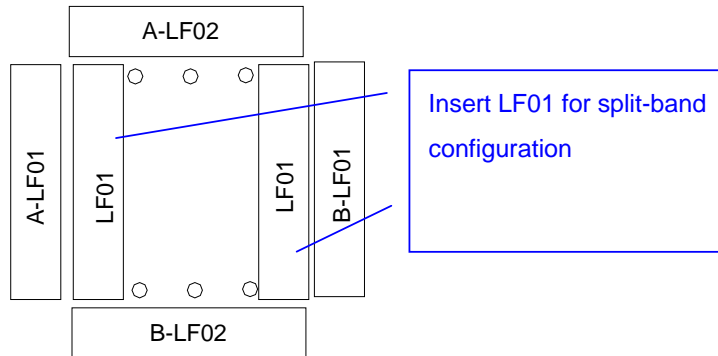 A-LF02
A-LF01
LF01
LF01
B-LF01
Insert LF01 for split-band
configuration
B-LF02